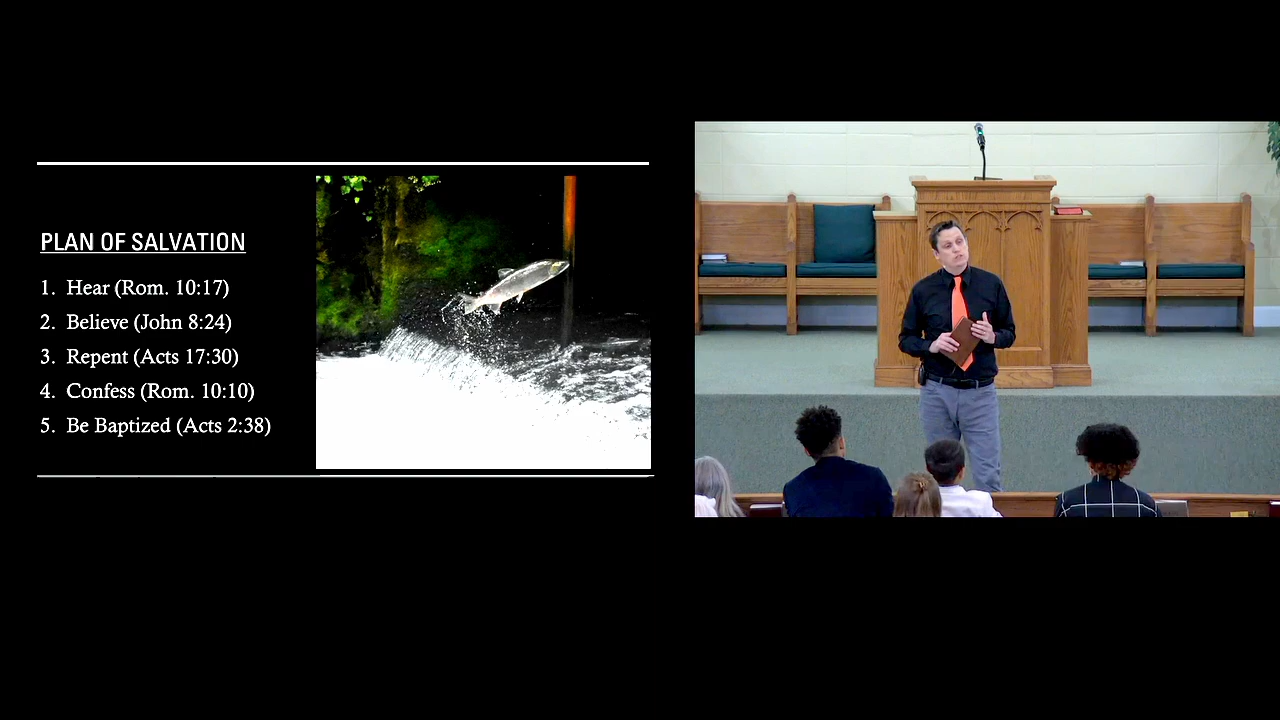 PLAN OF SALVATION
1. Hear (Rom. 10:17)
2. Believe (John 8:24)
3. Repent (Acts 17:30)
4. Confess (Rom. 10:10)
5. Be Baptized (Acts 2:38)